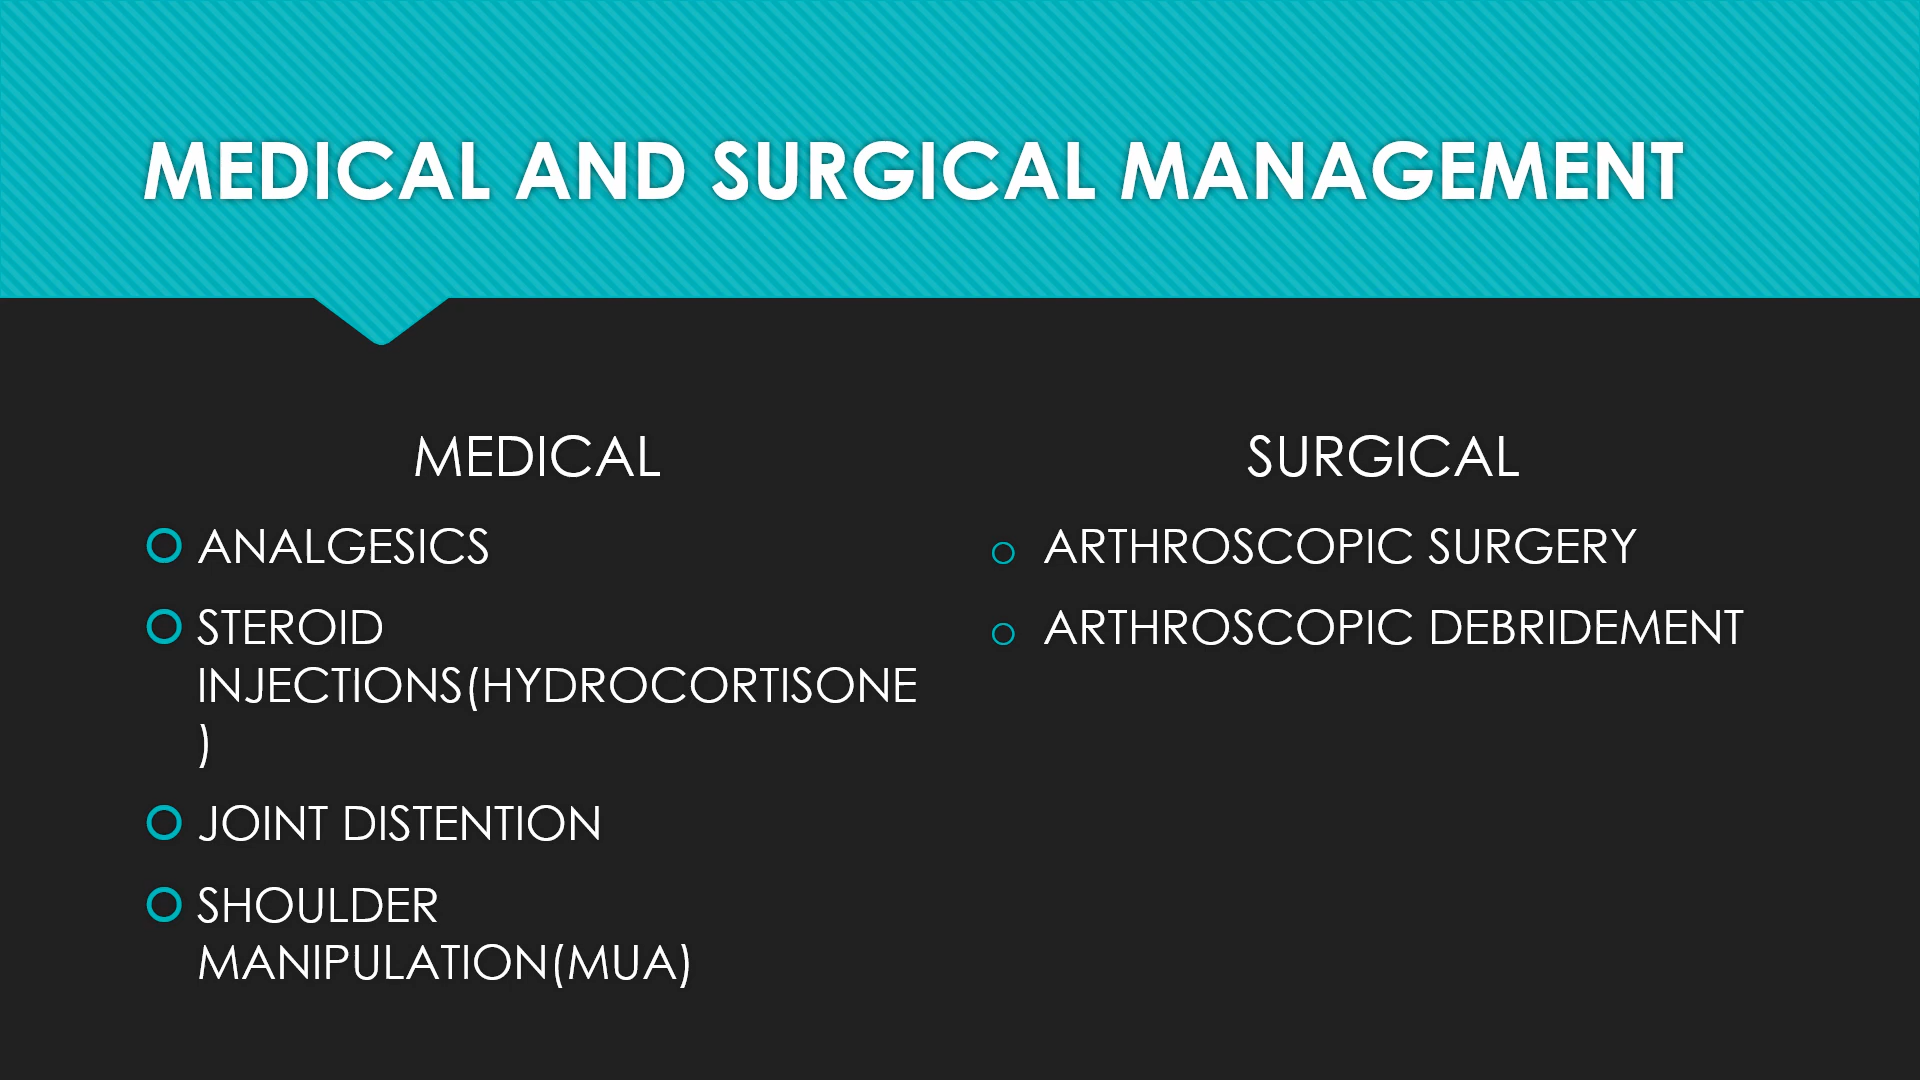 MEDICAL AND SURGICAL MANAGEMENT
MEDICAL
ANALGESICS
STEROID
INJECTIONS(HYDROCORTISONE
)
JOINT DISTENTION
SHOULDER
MANIPULATION(MUA)
SURGICAL
ARTHROSCOPIC SURGERY
ARTHROSCOPIC DEBRIDEMENT